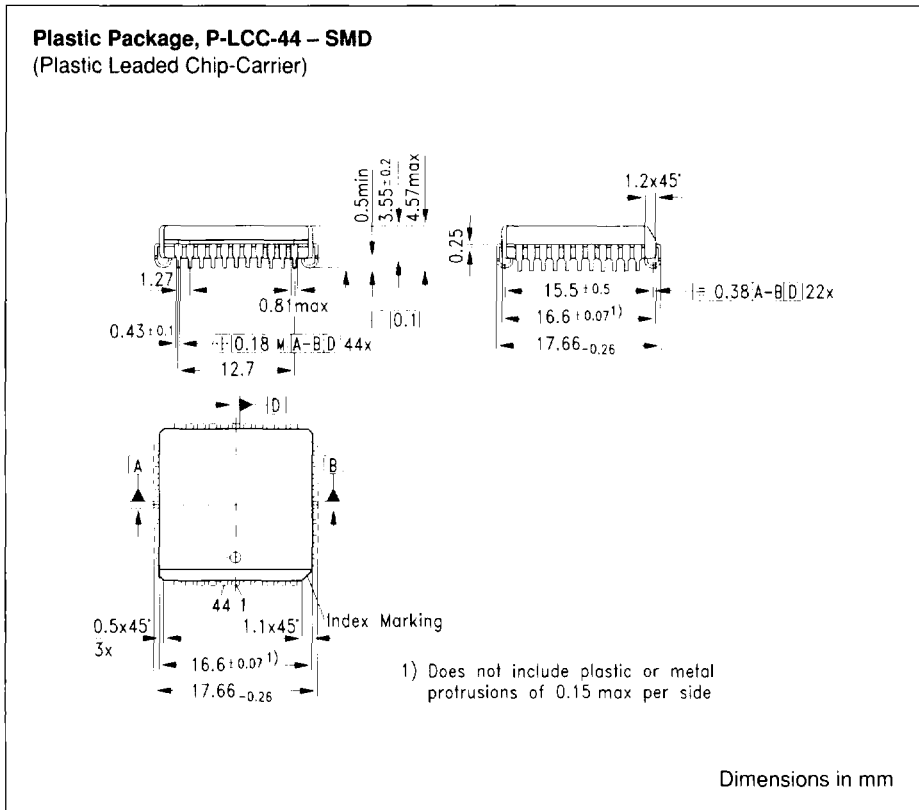 Plastic Package, P-LCC-44 – SMD
(Plastic Leaded Chip-Carrier)
0.5min
3.55±0.2
4.57max
1.2x45°
0.25
1.27
0.81max
0.1
15.5±0.5
0.38 A-B D 22x
0.43±0.1
0.18 M A-B D 44x
16.6±0.07 1)
12.7
17.66 -0.26
D
A
B
44 1
Index Marking
0.5x45°
3x
1.1x45°
16.6±0.07 1)
17.66 -0.26
1) Does not include plastic or metal
protrusions of 0.15 max per side
Dimensions in mm